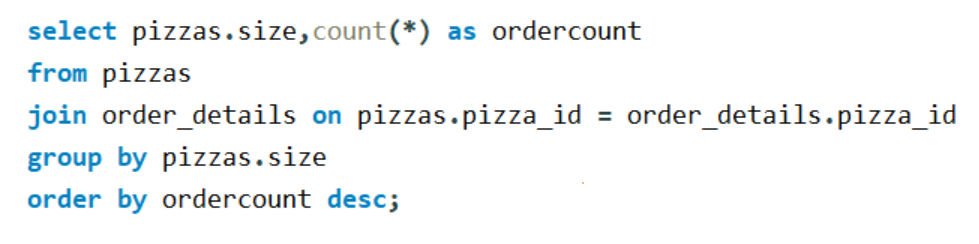 select pizzas.size,count(*) as ordercount
from pizzas
join order_details on pizzas.pizza_id = order_details.pizza_id
group by pizzas.size
order by ordercount desc;